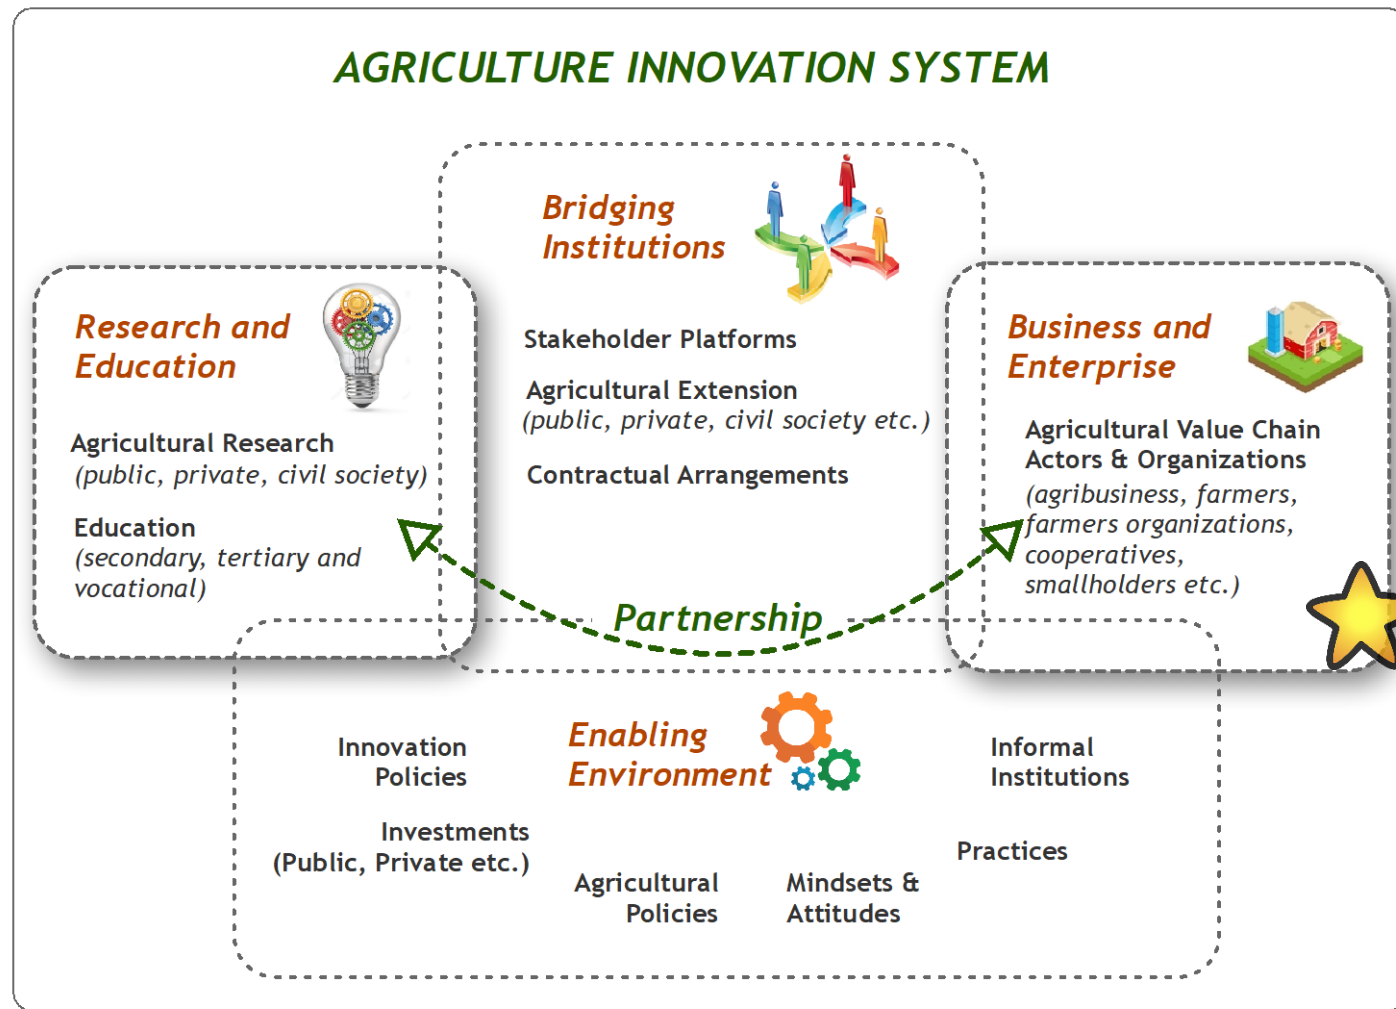 AGRICULTURE INNOVATION SYSTEM
Bridging
Institutions
Stakeholder Platforms
Agricultural Extension
(public, private, civil society etc.)
Contractual Arrangements
Research and
Education
Agricultural Research
(public, private, civil society)
Education
(secondary, tertiary and
vocational)
Business and
Enterprise
Agricultural Value Chain
Actors & Organizations
(agribusiness, farmers,
farmers organizations,
cooperatives,
smallholders etc.)
Partnership
Enabling
Environment
Innovation
Policies
Investments
(Public, Private etc.)
Agricultural
Policies
Mindsets &
Attitudes
Practices
Informal
Institutions